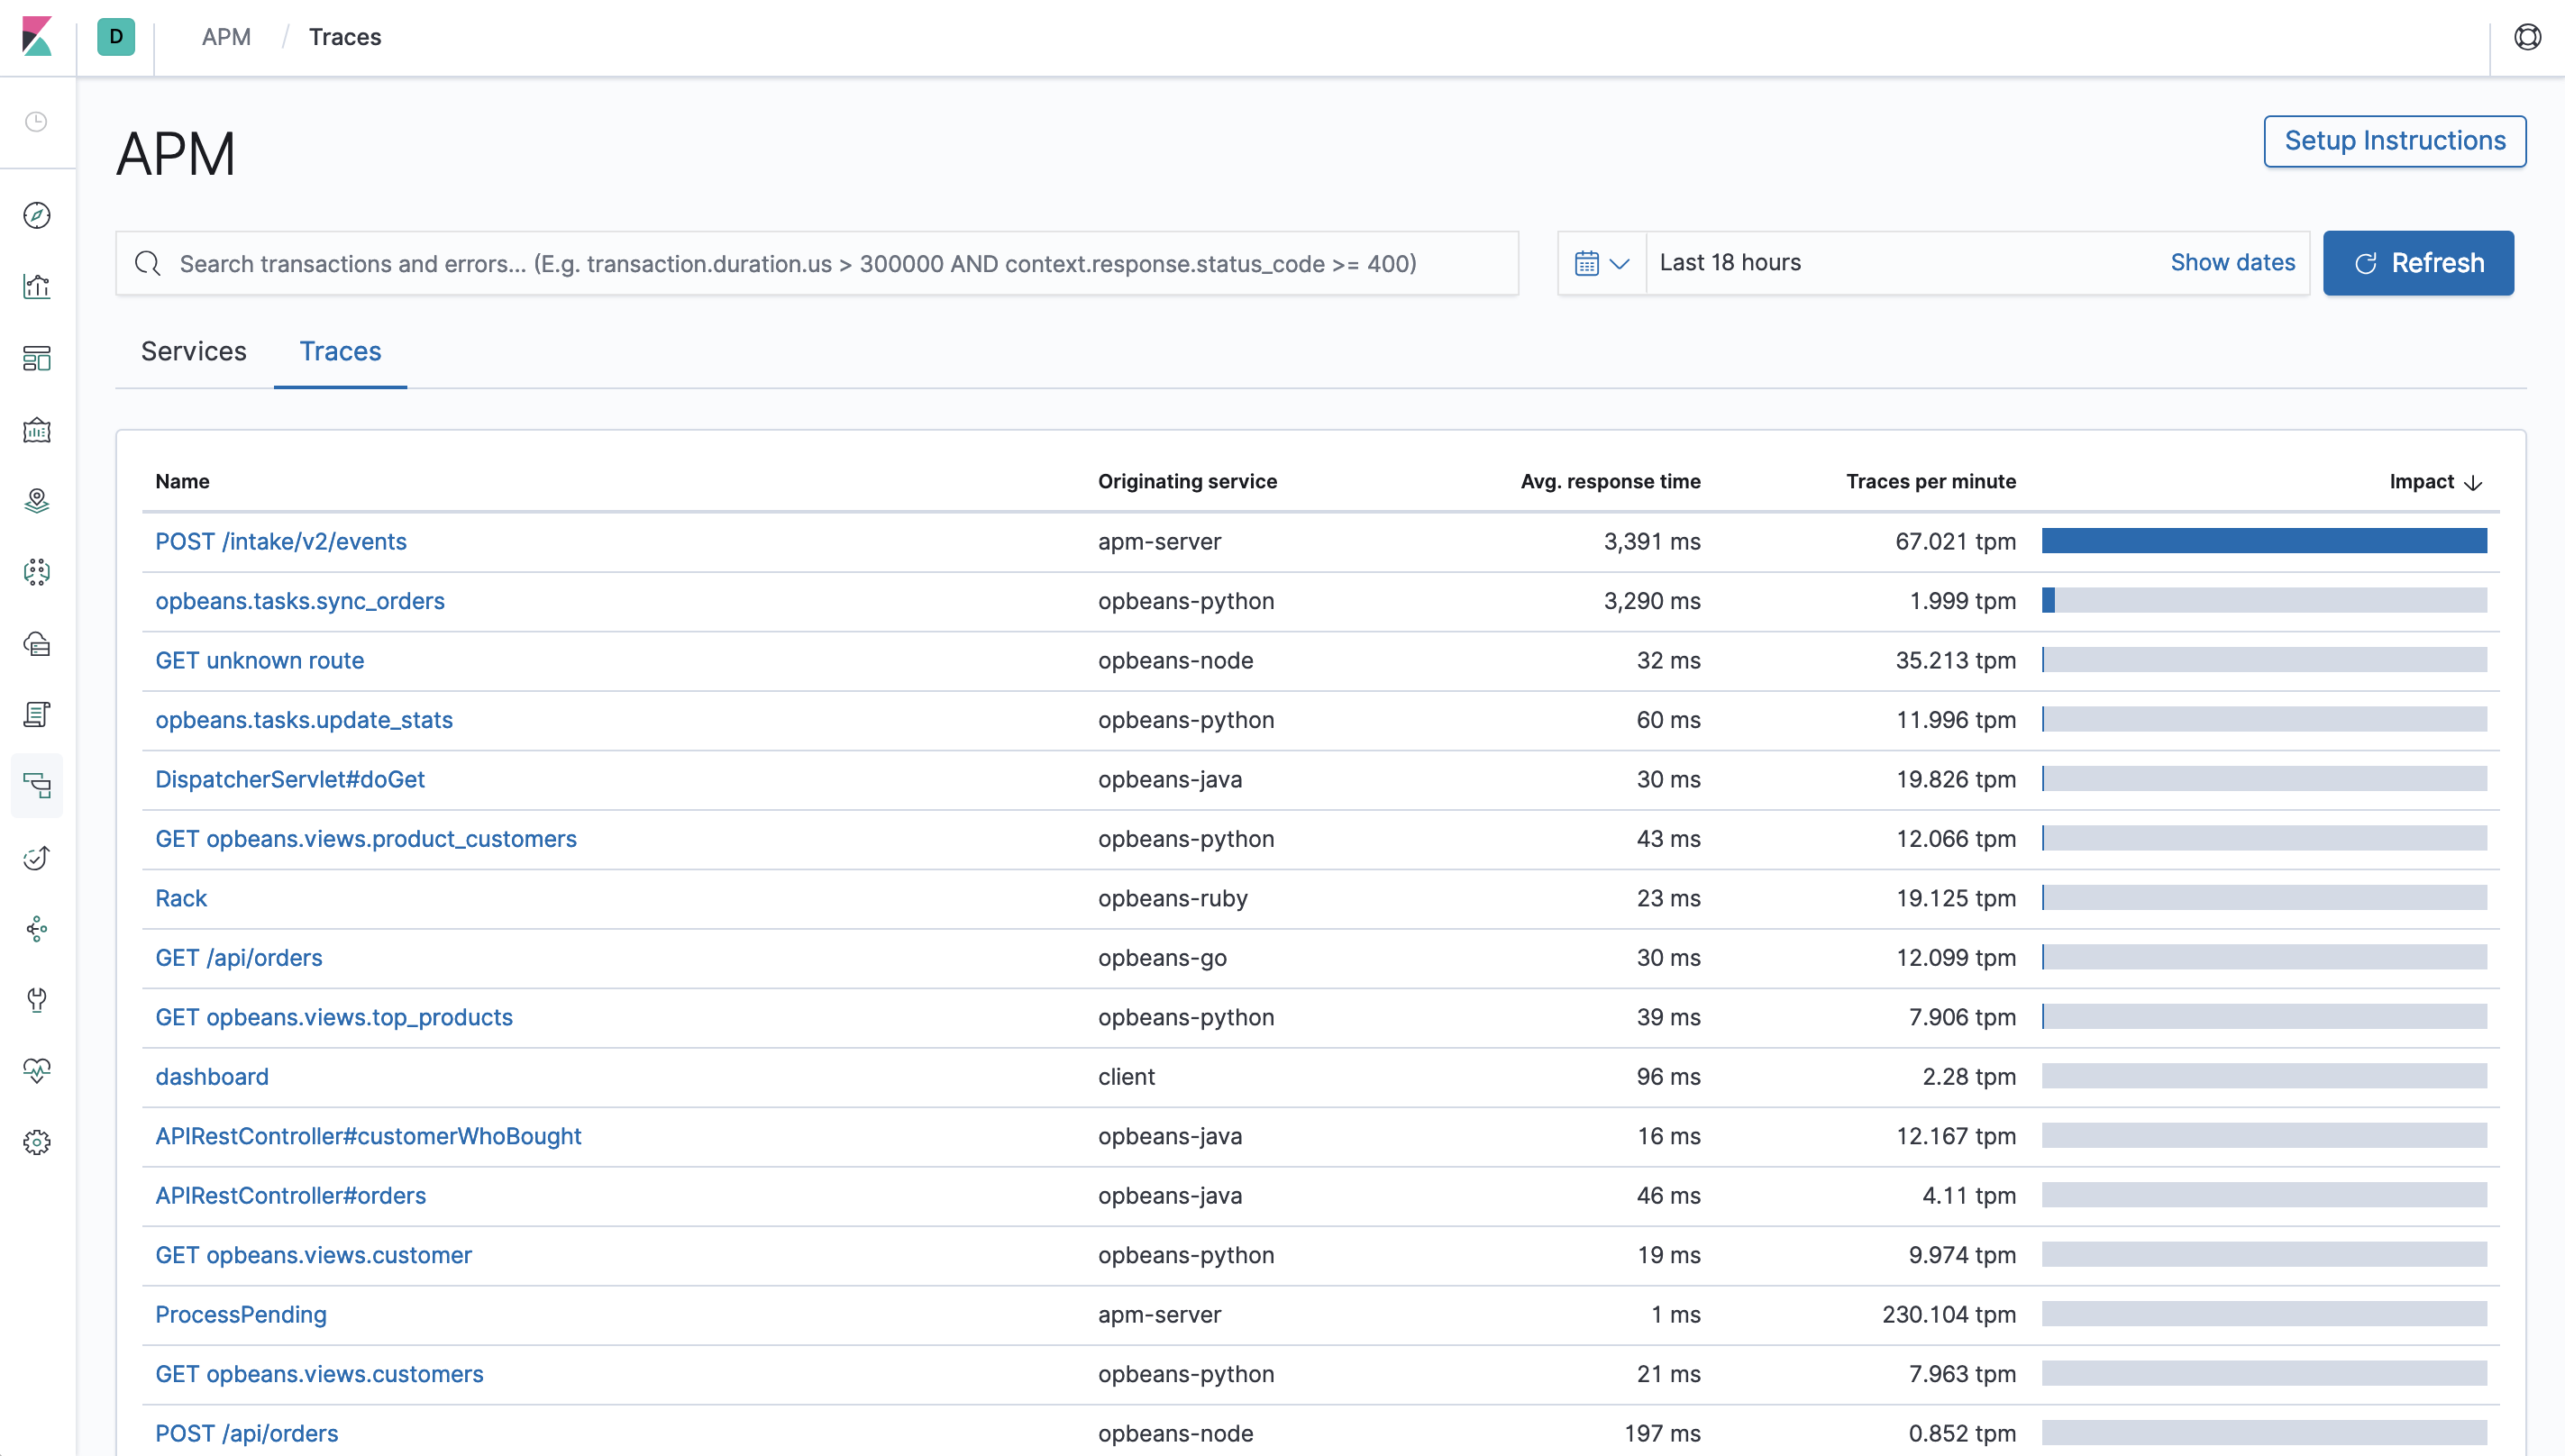 D APM / Traces
APM
Setup Instructions
Search transactions and errors... (E.g. transaction.duration.us > 300000 AND context.response.status_code >= 400)
Last 18 hours Show dates Refresh
Services Traces
Name Originating service Avg. response time Traces per minute Impact
POST /intake/v2/events apm-server 3,391 ms 67.021 tpm
opbeans.tasks.sync_orders opbeans-python 3,290 ms 1.999 tpm
GET unknown route opbeans-node 32 ms 35.213 tpm
opbeans.tasks.update_stats opbeans-python 60 ms 11.996 tpm
DispatcherServlet#doGet opbeans-java 30 ms 19.826 tpm
GET opbeans.views.product_customers opbeans-python 43 ms 12.066 tpm
Rack opbeans-ruby 23 ms 19.125 tpm
GET /api/orders opbeans-go 30 ms 12.099 tpm
GET opbeans.views.top_products opbeans-python 39 ms 7.906 tpm
dashboard client 96 ms 2.28 tpm
APIRestController#customerWhoBought opbeans-java 16 ms 12.167 tpm
APIRestController#orders opbeans-java 46 ms 4.11 tpm
GET opbeans.views.customer opbeans-python 19 ms 9.974 tpm
ProcessPending apm-server 1 ms 230.104 tpm
GET opbeans.views.customers opbeans-python 21 ms 7.963 tpm
POST /api/orders opbeans-node 197 ms 0.852 tpm